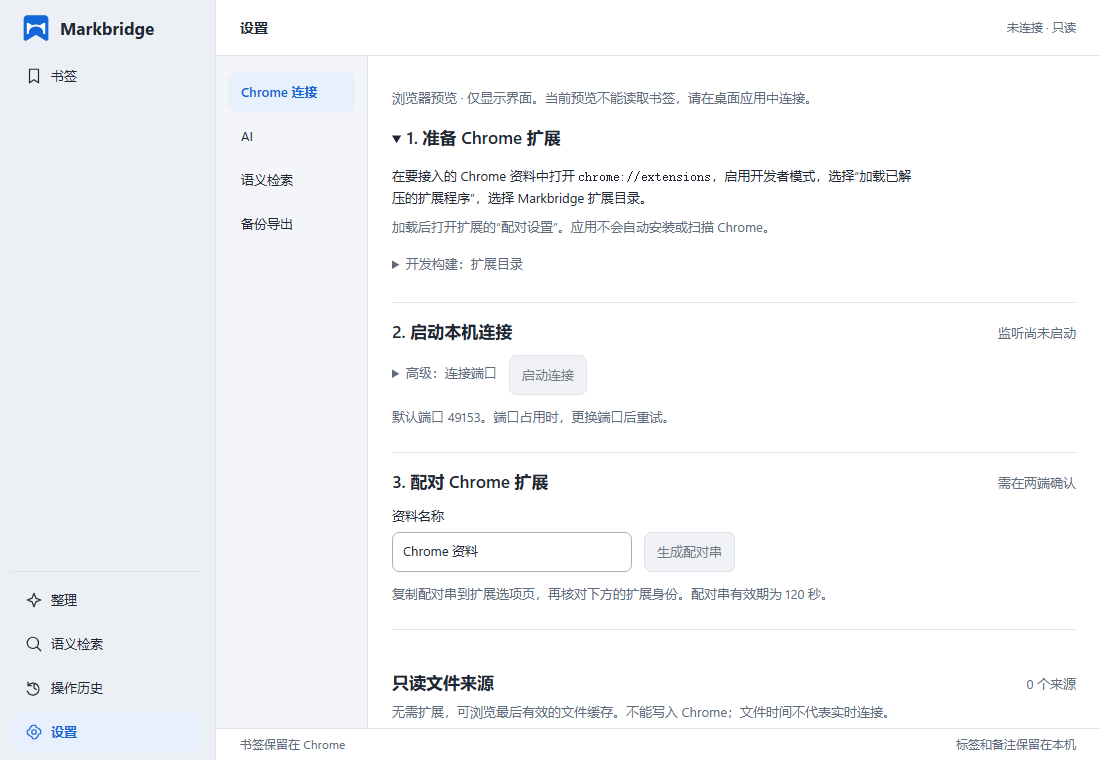 Markbridge
书签
整理
语义检索
操作历史
设置
设置
未连接 · 只读
Chrome 连接
AI
语义检索
备份导出
浏览器预览 · 仅显示界面。当前预览不能读取书签，请在桌面应用中连接。
1. 准备 Chrome 扩展
在要接入的 Chrome 资料中打开 chrome://extensions，启用开发者模式，选择“加载已解
压的扩展程序”，选择 Markbridge 扩展目录。
加载后打开扩展的“配对设置”。应用不会自动安装或扫描 Chrome。
开发构建：扩展目录
2. 启动本机连接
监听尚未启动
高级：连接端口
启动连接
默认端口 49153。端口占用时，更换端口后重试。
3. 配对 Chrome 扩展
需在两端确认
资料名称
Chrome 资料
生成配对串
复制配对串到扩展选项页，再核对下方的扩展身份。配对串有效期为 120 秒。
只读文件来源
0 个来源
无需扩展，可浏览最后有效的文件缓存。不能写入 Chrome；文件时间不代表实时连接。
书签保留在 Chrome
标签和备注保留在本机